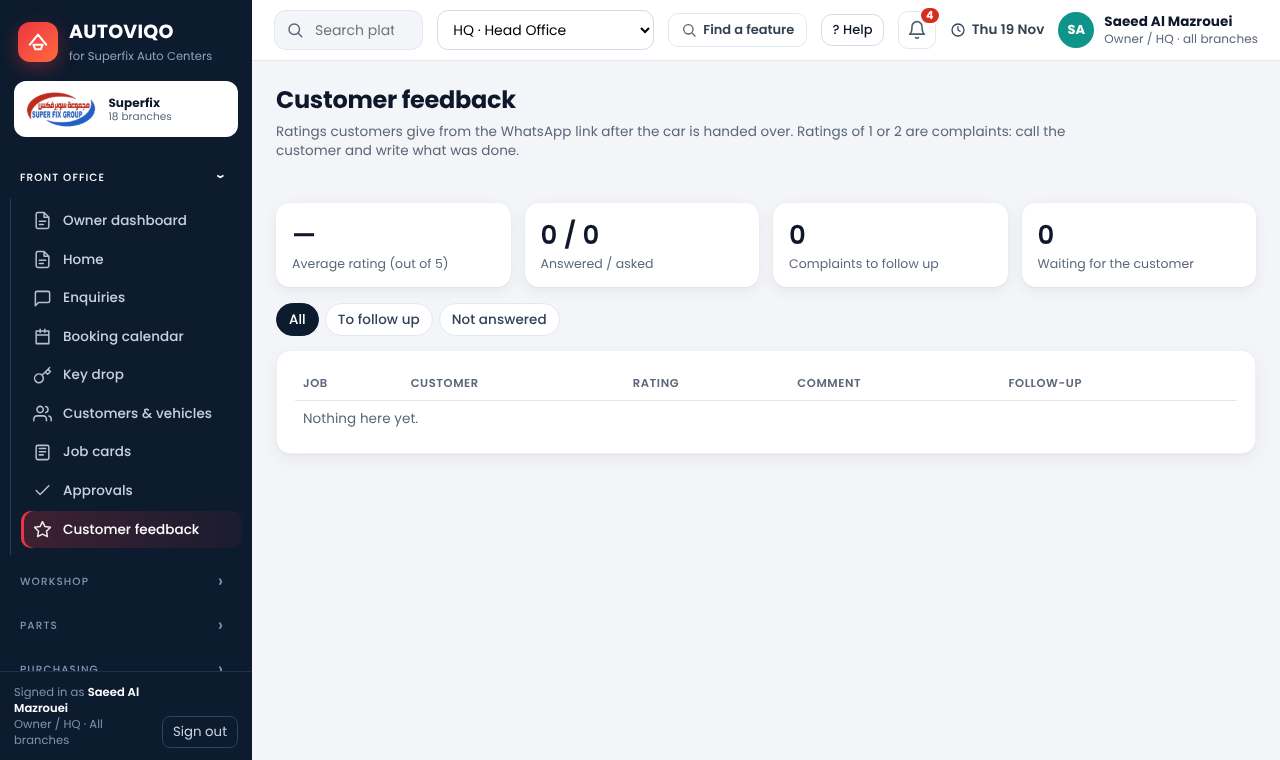 AUTOVIQO
for Superfix Auto Centers
مجموعة سوبر فكس
SUPER FIX GROUP
Superfix
18 branches
FRONT OFFICE
Owner dashboard
Home
Enquiries
Booking calendar
Key drop
Customers & vehicles
Job cards
Approvals
Customer feedback
WORKSHOP
PARTS
PURCHASING
Signed in as Saeed Al
Mazrouei
Owner / HQ · All
branches
Sign out
Search plat
HQ · Head Office
Find a feature
? Help
4
Thu 19 Nov
SA
Saeed Al Mazrouei
Owner / HQ · all branches
Customer feedback
Ratings customers give from the WhatsApp link after the car is handed over. Ratings of 1 or 2 are complaints: call the
customer and write what was done.
—
Average rating (out of 5)
0 / 0
Answered / asked
0
Complaints to follow up
0
Waiting for the customer
All
To follow up
Not answered
JOB CUSTOMER RATING COMMENT FOLLOW-UP
Nothing here yet.